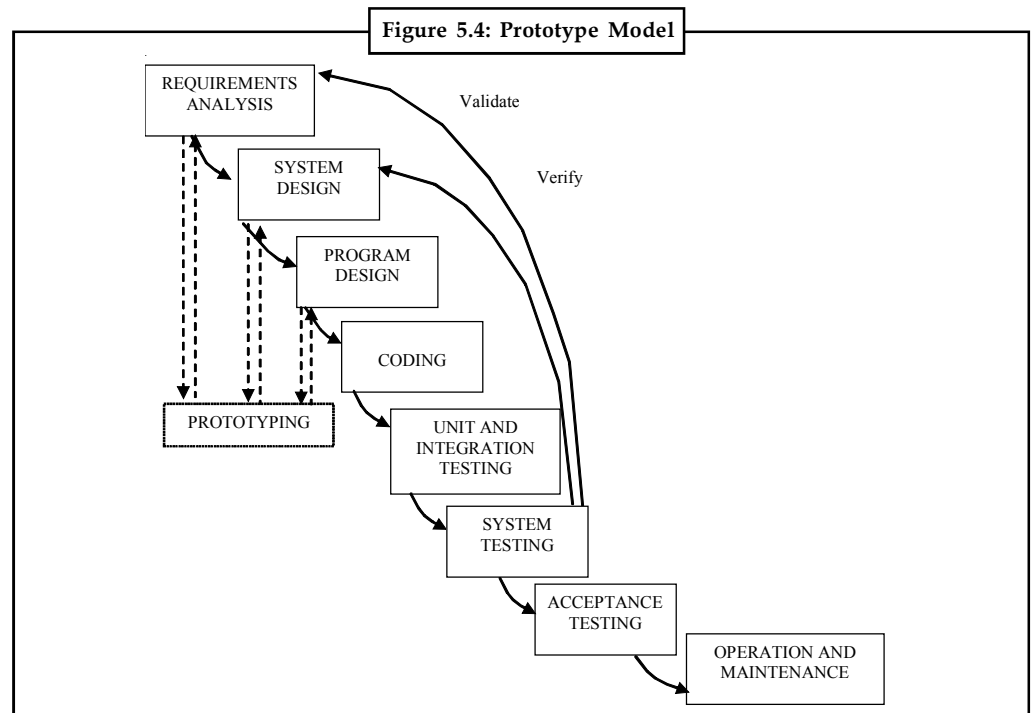 Figure 5.4: Prototype Model
REQUIREMENTS
ANALYSIS
Validate
SYSTEM
DESIGN
Verify
PROGRAM
DESIGN
CODING
PROTOTYPING
UNIT AND
INTEGRATION
TESTING
SYSTEM
TESTING
ACCEPTANCE
TESTING
OPERATION AND
MAINTENANCE